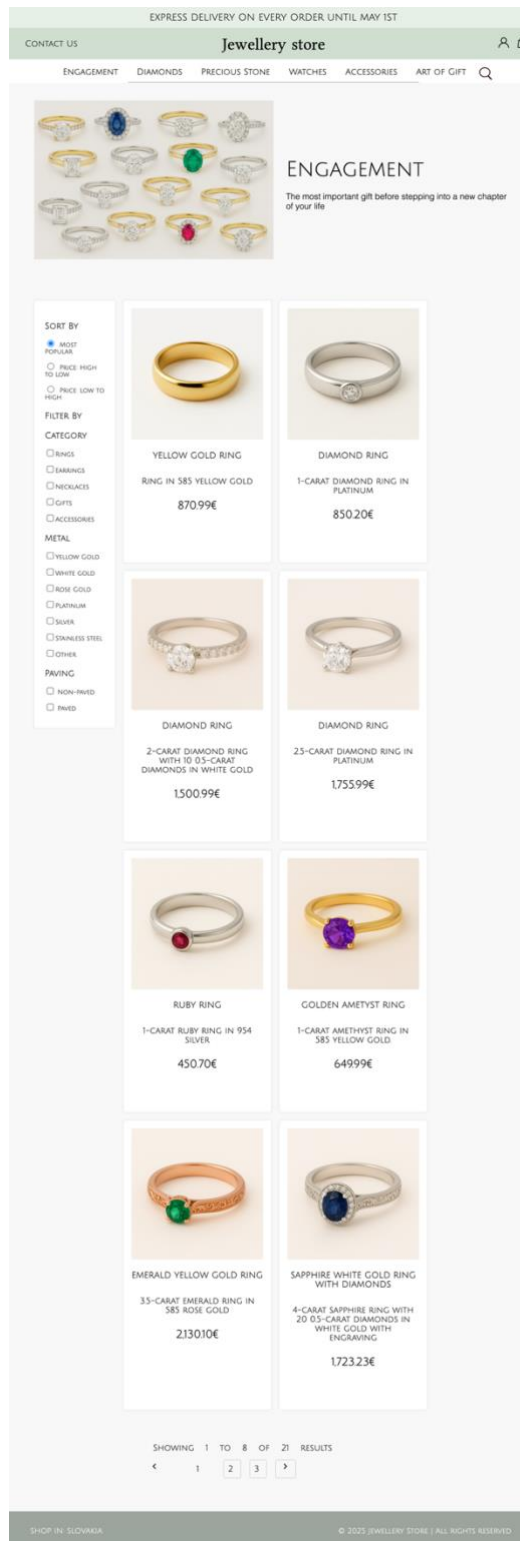 EXPRESS DELIVERY ON EVERY ORDER UNTIL MAY 1ST
CONTACT US
Jewellery store
ENGAGEMENT DIAMONDS PRECIOUS STONE WATCHES ACCESSORIES ART OF GIFT
ENGAGEMENT
The most important gift before stepping into a new chapter
of your life
SORT BY
MOST
POPULAR
PRICE HIGH
TO LOW
PRICE LOW TO
HIGH
FILTER BY
CATEGORY
RINGS
EARRINGS
NECKLACES
GIFTS
ACCESSORIES
METAL
YELLOW GOLD
WHITE GOLD
ROSE GOLD
PLATINUM
SILVER
STAINLESS STEEL
OTHER
PAVING
NON-PAVED
PAVED
YELLOW GOLD RING
RING IN 585 YELLOW GOLD
870.99€
DIAMOND RING
1-CARAT DIAMOND RING IN
PLATINUM
850.20€
DIAMOND RING
2-CARAT DIAMOND RING
WITH 10 0.5-CARAT
DIAMONDS IN WHITE GOLD
1,500.99€
DIAMOND RING
2.5-CARAT DIAMOND RING IN
PLATINUM
1,755.99€
RUBY RING
1-CARAT RUBY RING IN 954
SILVER
450.70€
GOLDEN AMETYST RING
1-CARAT AMETHYST RING IN
585 YELLOW GOLD
649.99€
EMERALD YELLOW GOLD RING
3.5-CARAT EMERALD RING IN
585 ROSE GOLD
2,130.10€
SAPPHIRE WHITE GOLD RING
WITH DIAMONDS
4-CARAT SAPPHIRE RING WITH
20 0.5-CARAT DIAMONDS IN
WHITE GOLD WITH
ENGRAVING
1,723.23€
SHOWING 1 TO 8 OF 21 RESULTS
‹ 1 2 3 ›
SHOP IN: SLOVAKIA
© 2025 JEWELLERY STORE | ALL RIGHTS RESERVED